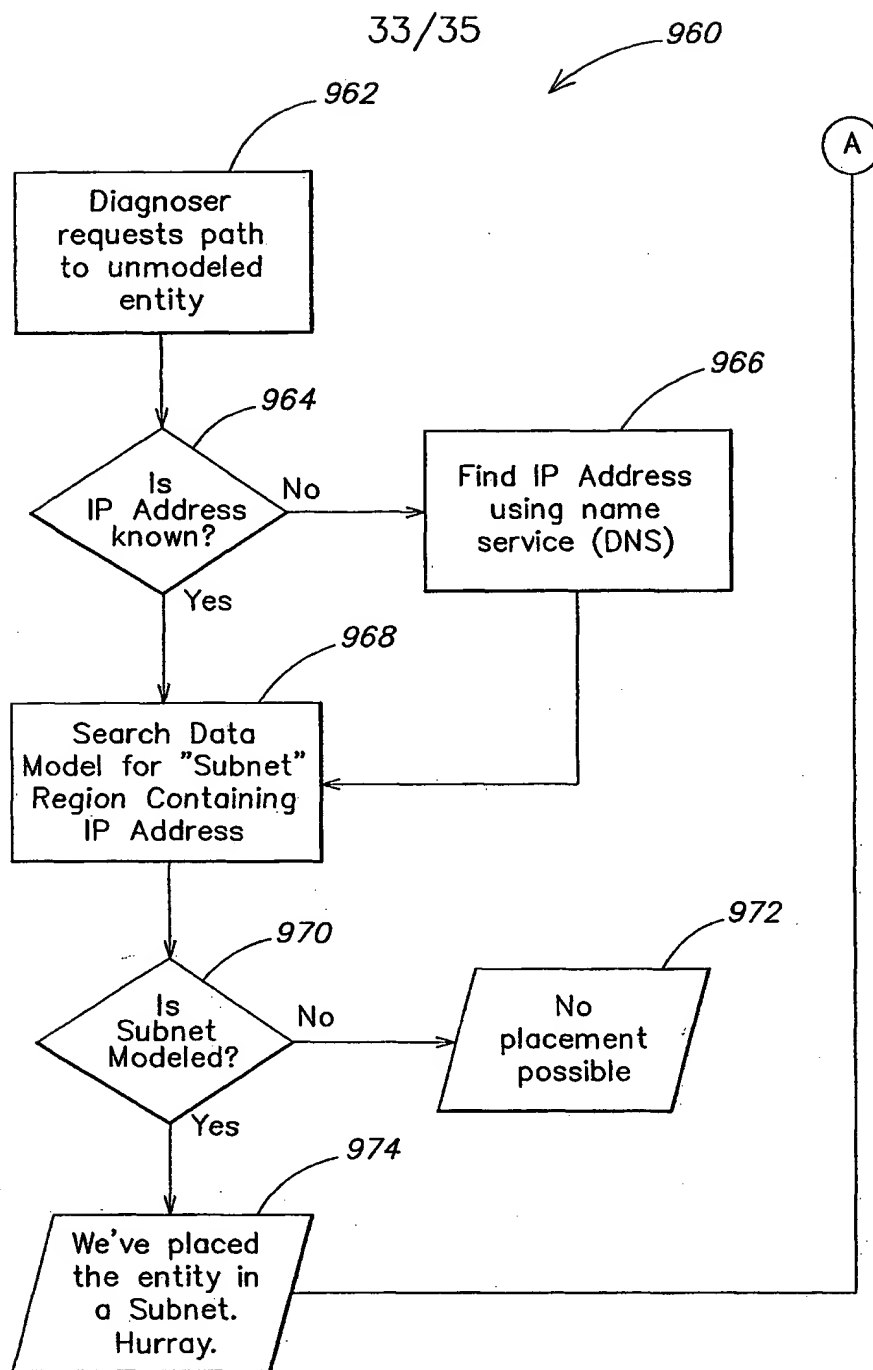 33/35
960
962
A
Diagnoser
requests path
to unmodeled
entity
964
966
Is
IP Address
known?
No
Find IP Address
using name
service (DNS)
Yes
968
Search Data
Model for "Subnet"
Region Containing
IP Address
970
972
Is
Subnet
Modeled?
No
No
placement
possible
Yes
974
We've placed
the entity in
a Subnet.
Hurray.